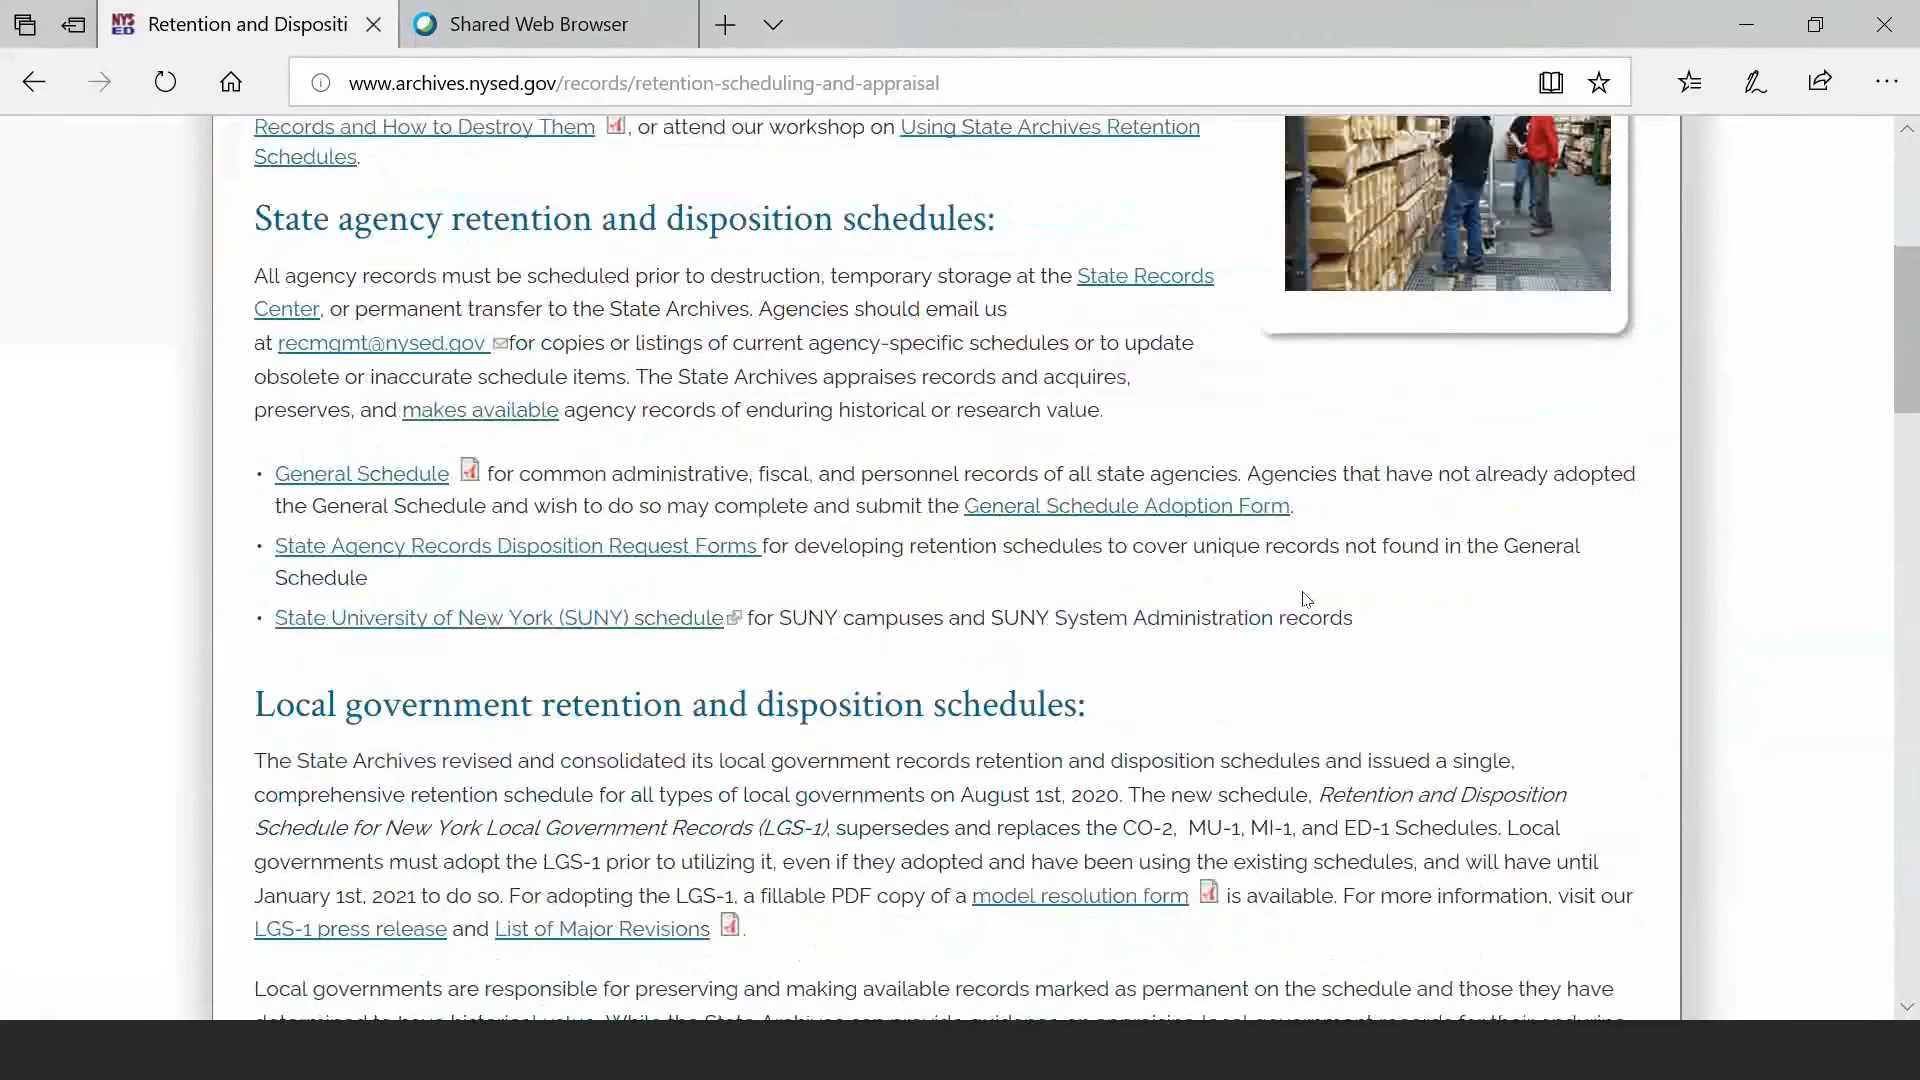 NYS
ED
Retention and Dispositi
Shared Web Browser
www.archives.nysed.gov/records/retention-scheduling-and-appraisal
Records and How to Destroy Them , or attend our workshop on Using State Archives Retention
Schedules.
State agency retention and disposition schedules:
All agency records must be scheduled prior to destruction, temporary storage at the State Records
Center, or permanent transfer to the State Archives. Agencies should email us
at recmgmt@nysed.gov for copies or listings of current agency-specific schedules or to update
obsolete or inaccurate schedule items. The State Archives appraises records and acquires,
preserves, and makes available agency records of enduring historical or research value.
• General Schedule for common administrative, fiscal, and personnel records of all state agencies. Agencies that have not already adopted
the General Schedule and wish to do so may complete and submit the General Schedule Adoption Form.
• State Agency Records Disposition Request Forms for developing retention schedules to cover unique records not found in the General
Schedule
• State University of New York (SUNY) schedule for SUNY campuses and SUNY System Administration records
Local government retention and disposition schedules:
The State Archives revised and consolidated its local government records retention and disposition schedules and issued a single,
comprehensive retention schedule for all types of local governments on August 1st, 2020. The new schedule, Retention and Disposition
Schedule for New York Local Government Records (LGS-1), supersedes and replaces the CO-2, MU-1, MI-1, and ED-1 Schedules. Local
governments must adopt the LGS-1 prior to utilizing it, even if they adopted and have been using the existing schedules, and will have until
January 1st, 2021 to do so. For adopting the LGS-1, a fillable PDF copy of a model resolution form is available. For more information, visit our
LGS-1 press release and List of Major Revisions .
Local governments are responsible for preserving and making available records marked as permanent on the schedule and those they have